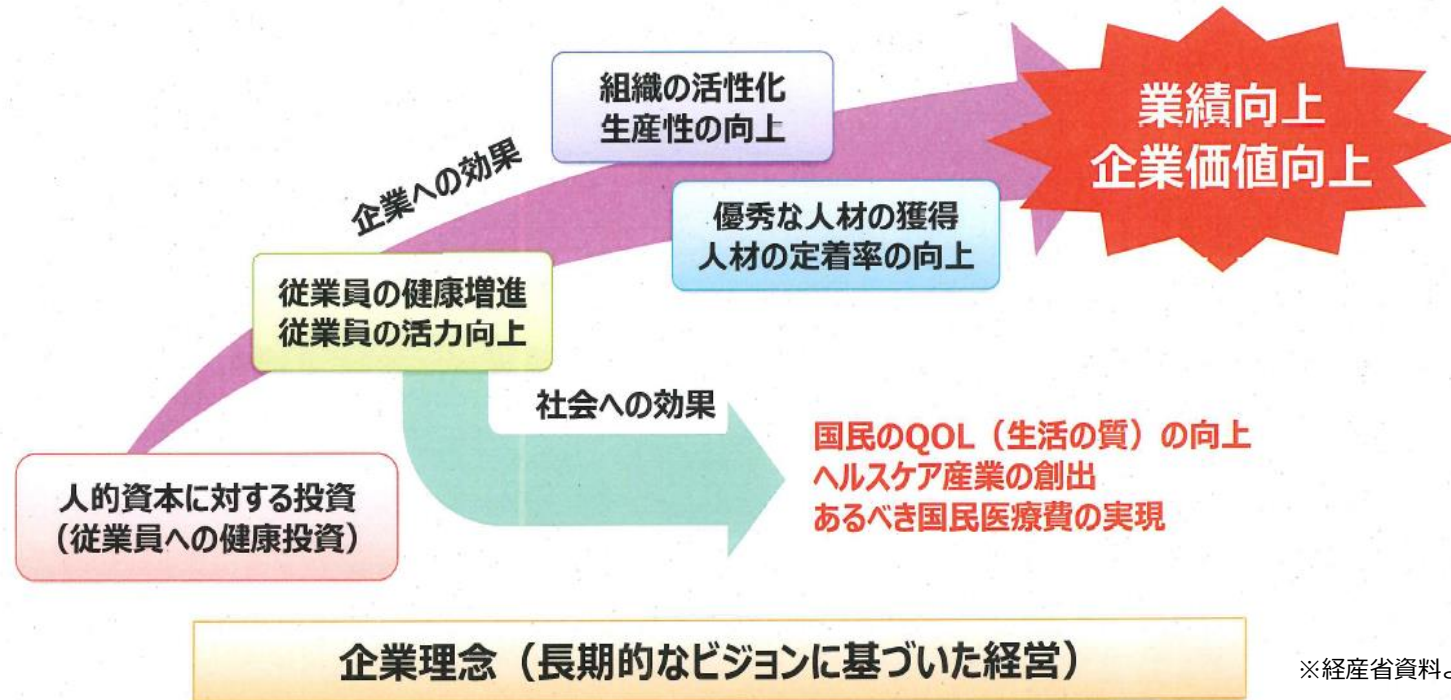 業績向上
企業価値向上
組織の活性化
生産性の向上
企業への効果
優秀な人材の獲得
人材の定着率の向上
従業員の健康増進
従業員の活力向上
社会への効果
国民のQOL（生活の質）の向上
ヘルスケア産業の創出
あるべき国民医療費の実現
人的資本に対する投資
（従業員への健康投資）
企業理念（長期的なビジョンに基づいた経営）
※経産省資料